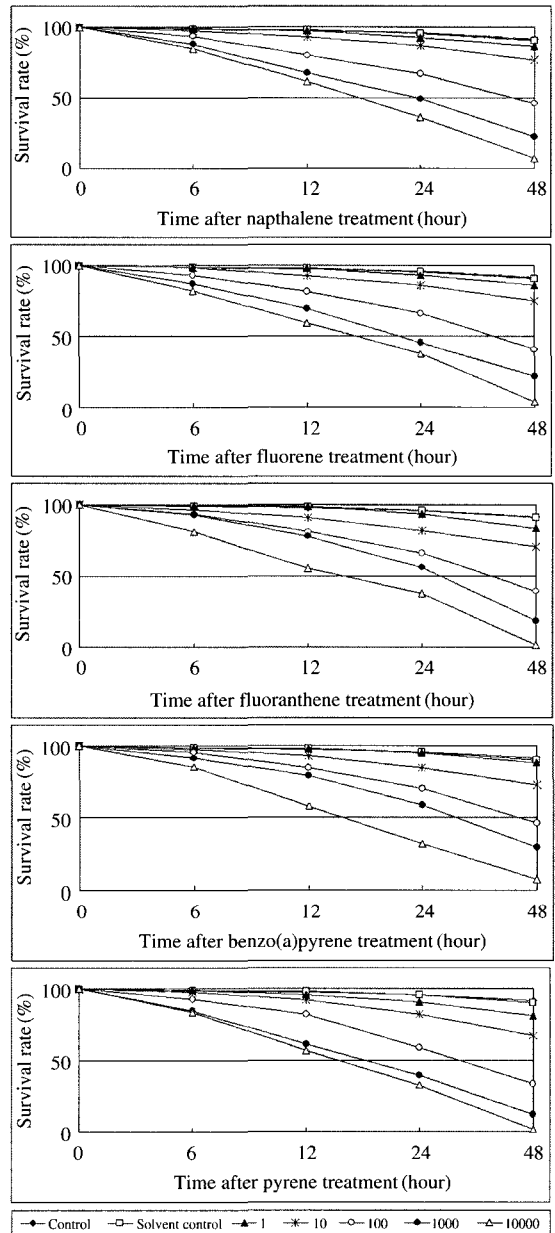 Survival rate (%)
100
50
0
0 6 12 24 48
Time after napthalene treatment (hour)
Survival rate (%)
100
50
0
0 6 12 24 48
Time after fluorene treatment (hour)
Survival rate (%)
100
50
0
0 6 12 24 48
Time after fluoranthene treatment (hour)
Survival rate (%)
100
50
0
0 6 12 24 48
Time after benzo(a)pyrene treatment (hour)
Survival rate (%)
100
50
0
0 6 12 24 48
Time after pyrene treatment (hour)
Control Solvent control 1 10 100 1000 10000